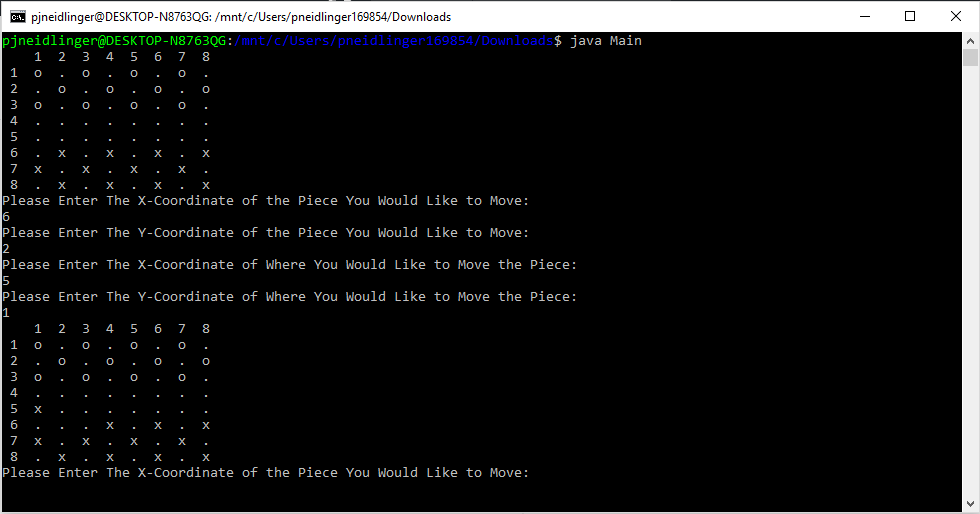 pjneidlinger@DESKTOP-N8763QG: /mnt/c/Users/pneidlinger169854/Downloads
pjneidlinger@DESKTOP-N8763QG:/mnt/c/Users/pneidlinger169854/Downloads$ java Main
    1  2  3  4  5  6  7  8
 1  o  .  o  .  o  .  o  .
 2  .  o  .  o  .  o  .  o
 3  o  .  o  .  o  .  o  .
 4  .  .  .  .  .  .  .  .
 5  .  .  .  .  .  .  .  .
 6  .  x  .  x  .  x  .  x
 7  x  .  x  .  x  .  x  .
 8  .  x  .  x  .  x  .  x
Please Enter The X-Coordinate of the Piece You Would Like to Move:
6
Please Enter The Y-Coordinate of the Piece You Would Like to Move:
2
Please Enter The X-Coordinate of Where You Would Like to Move the Piece:
5
Please Enter The Y-Coordinate of Where You Would Like to Move the Piece:
1
    1  2  3  4  5  6  7  8
 1  o  .  o  .  o  .  o  .
 2  .  o  .  o  .  o  .  o
 3  o  .  o  .  o  .  o  .
 4  .  .  .  .  .  .  .  .
 5  x  .  .  .  .  .  .  .
 6  .  .  .  x  .  x  .  x
 7  x  .  x  .  x  .  x  .
 8  .  x  .  x  .  x  .  x
Please Enter The X-Coordinate of the Piece You Would Like to Move: